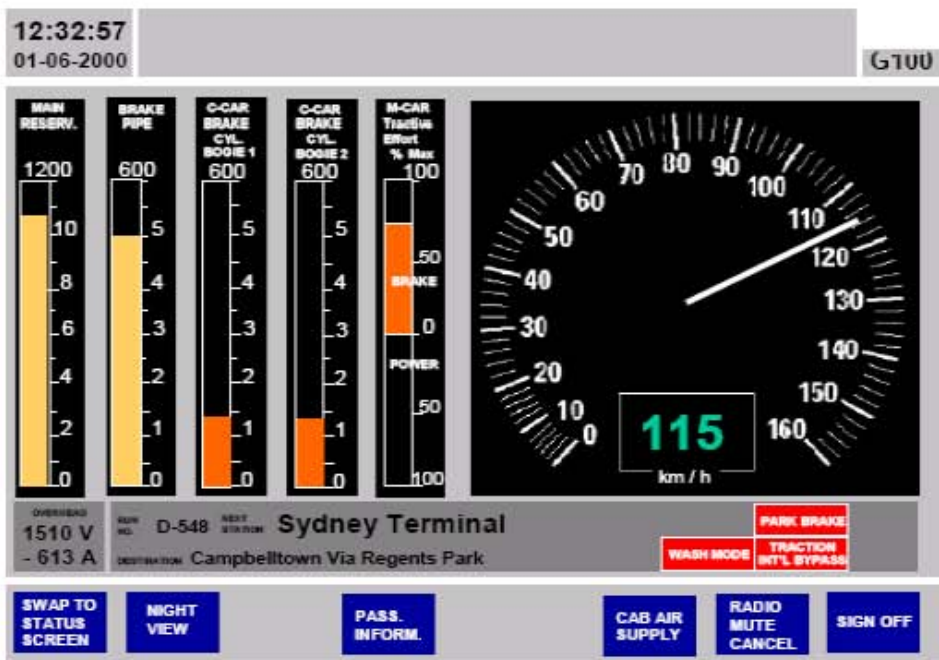 12:32:57
01-06-2000
G100
MAIN
RESERV.
1200
10
8
6
4
2
0
BRAKE
PIPE
600
5
4
3
2
1
0
C-CAR
BRAKE
CYL.
BOGIE 1
600
5
4
3
2
1
0
C-CAR
BRAKE
CYL.
BOGIE 2
600
5
4
3
2
1
0
M-CAR
Tractive
Effort
% Max
100
50
BRAKE
0
POWER
50
100
0
10
20
30
40
50
60
70
80
90
100
110
120
130
140
150
160
115
km / h
OVERHEAD
1510 V
- 613 A
RUN NO. D-548 NEXT STATION Sydney Terminal
DESTINATION Campbelltown Via Regents Park
PARK BRAKE
WASH MODE
TRACTION
INT'L BYPASS
SWAP TO
STATUS
SCREEN
NIGHT
VIEW
PASS.
INFORM.
CAB AIR
SUPPLY
RADIO
MUTE
CANCEL
SIGN OFF